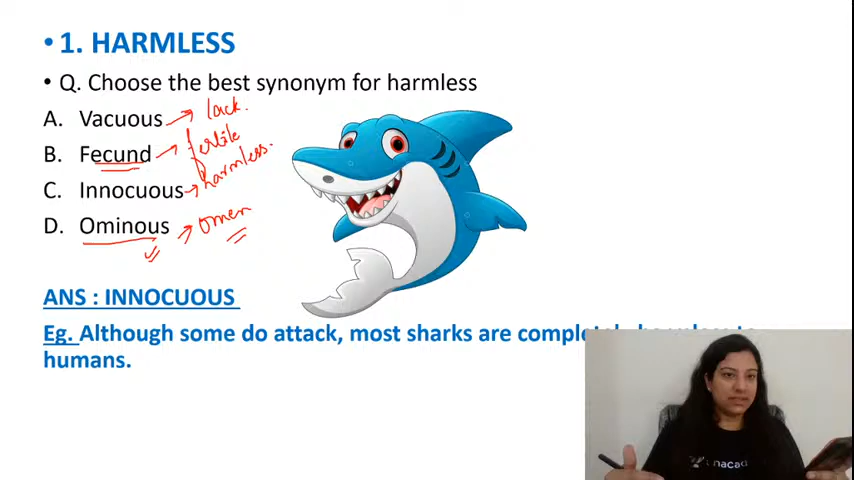 • 1. HARMLESS
• Q. Choose the best synonym for harmless
A. Vacuous → lack.
B. Fecund → fertile
harmless.
C. Innocuous →
D. Ominous → omen
ANS : INNOCUOUS
Eg. Although some do attack, most sharks are
humans.